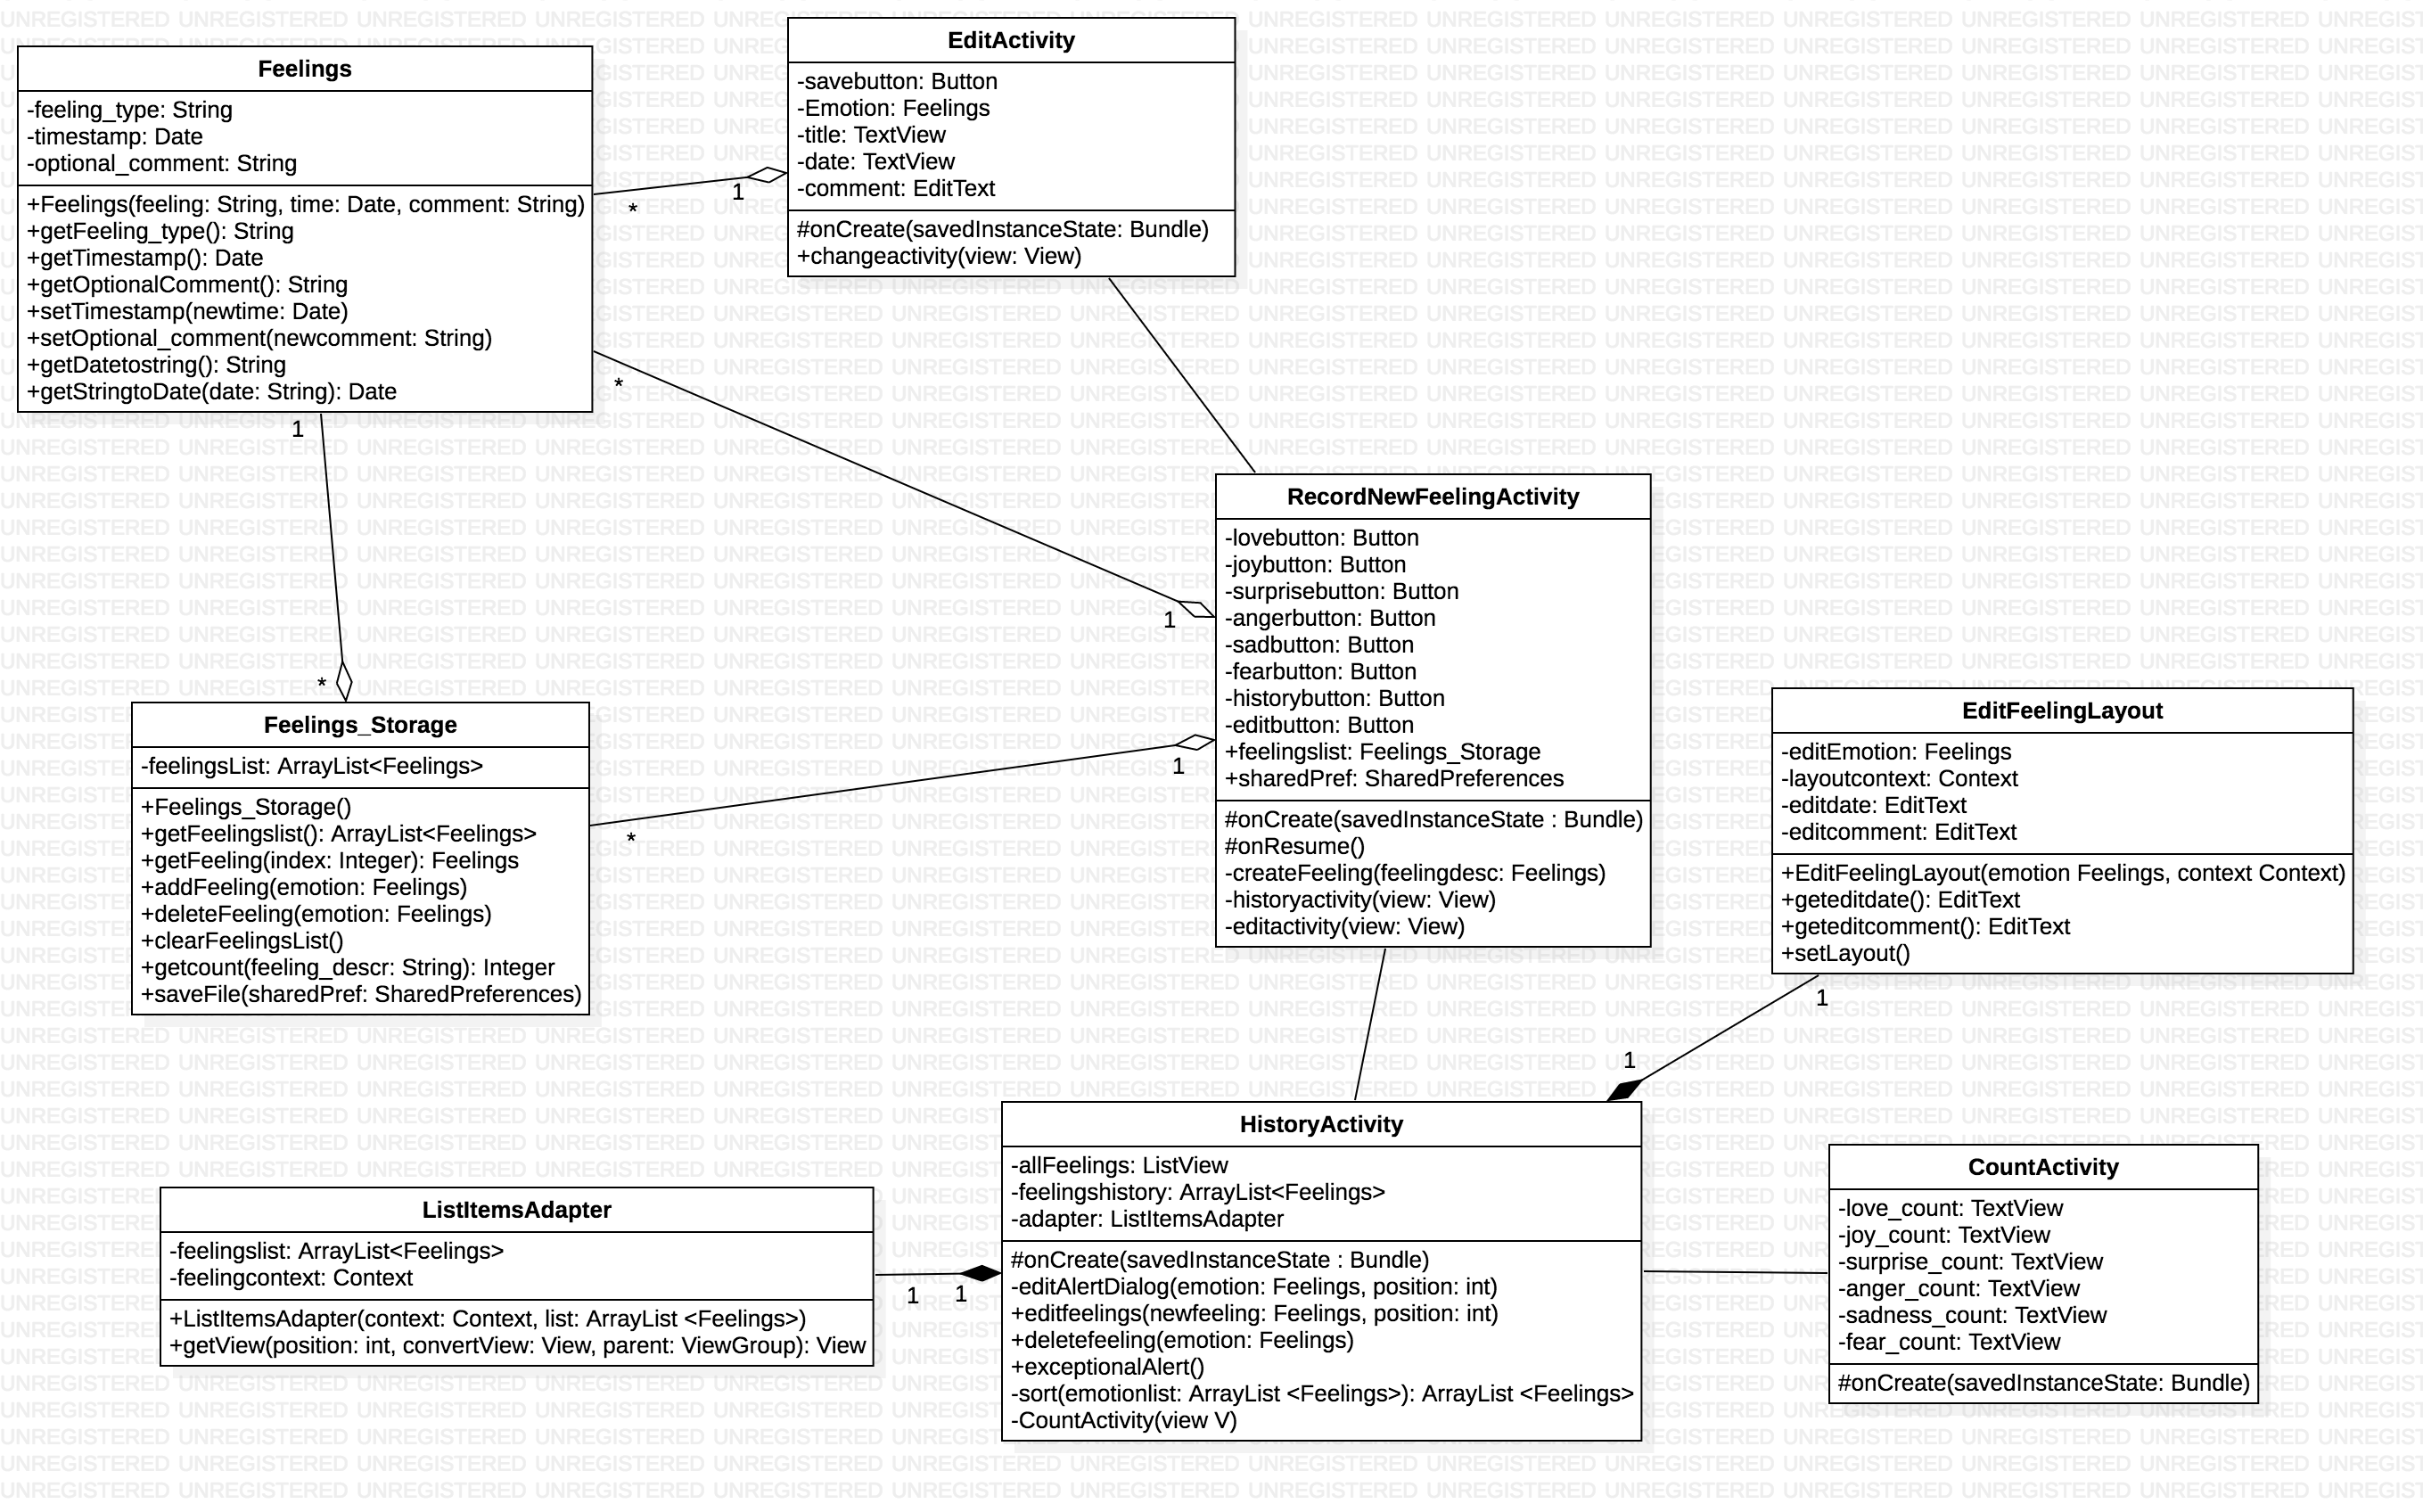 Feelings
-feeling_type: String
-timestamp: Date
-optional_comment: String
+Feelings(feeling: String, time: Date, comment: String)
+getFeeling_type(): String
+getTimestamp(): Date
+getOptionalComment(): String
+setTimestamp(newtime: Date)
+setOptional_comment(newcomment: String)
+getDatetostring(): String
+getStringtoDate(date: String): Date
EditActivity
-savebutton: Button
-Emotion: Feelings
-title: TextView
-date: TextView
-comment: EditText
#onCreate(savedInstanceState: Bundle)
+changeactivity(view: View)
1
*
*
1
1
*
1
*
RecordNewFeelingActivity
-lovebutton: Button
-joybutton: Button
-surprisebutton: Button
-angerbutton: Button
-sadbutton: Button
-fearbutton: Button
-historybutton: Button
-editbutton: Button
+feelingslist: Feelings_Storage
+sharedPref: SharedPreferences
#onCreate(savedInstanceState : Bundle)
#onResume()
-createFeeling(feelingdesc: Feelings)
-historyactivity(view: View)
-editactivity(view: View)
Feelings_Storage
-feelingsList: ArrayList<Feelings>
+Feelings_Storage()
+getFeelingslist(): ArrayList<Feelings>
+getFeeling(index: Integer): Feelings
+addFeeling(emotion: Feelings)
+deleteFeeling(emotion: Feelings)
+clearFeelingsList()
+getcount(feeling_descr: String): Integer
+saveFile(sharedPref: SharedPreferences)
EditFeelingLayout
-editEmotion: Feelings
-layoutcontext: Context
-editdate: EditText
-editcomment: EditText
+EditFeelingLayout(emotion Feelings, context Context)
+geteditdate(): EditText
+geteditcomment(): EditText
+setLayout()
1
1
HistoryActivity
-allFeelings: ListView
-feelingshistory: ArrayList<Feelings>
-adapter: ListItemsAdapter
#onCreate(savedInstanceState : Bundle)
-editAlertDialog(emotion: Feelings, position: int)
+editfeelings(newfeeling: Feelings, position: int)
+deletefeeling(emotion: Feelings)
+exceptionalAlert()
-sort(emotionlist: ArrayList <Feelings>): ArrayList <Feelings>
-CountActivity(view V)
ListItemsAdapter
-feelingslist: ArrayList<Feelings>
-feelingcontext: Context
+ListItemsAdapter(context: Context, list: ArrayList <Feelings>)
+getView(position: int, convertView: View, parent: ViewGroup): View
1
1
CountActivity
-love_count: TextView
-joy_count: TextView
-surprise_count: TextView
-anger_count: TextView
-sadness_count: TextView
-fear_count: TextView
#onCreate(savedInstanceState: Bundle)
UNREGISTERED